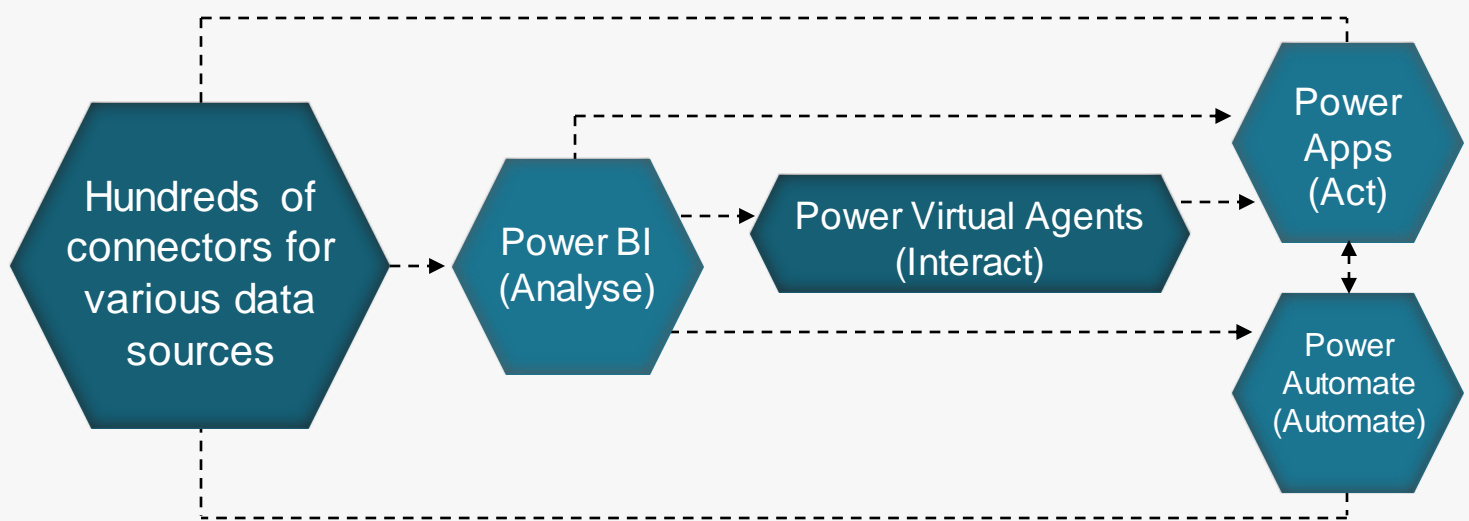 Hundreds of
connectors for
various data
sources
Power BI
(Analyse)
Power Virtual Agents
(Interact)
Power
Apps
(Act)
Power
Automate
(Automate)